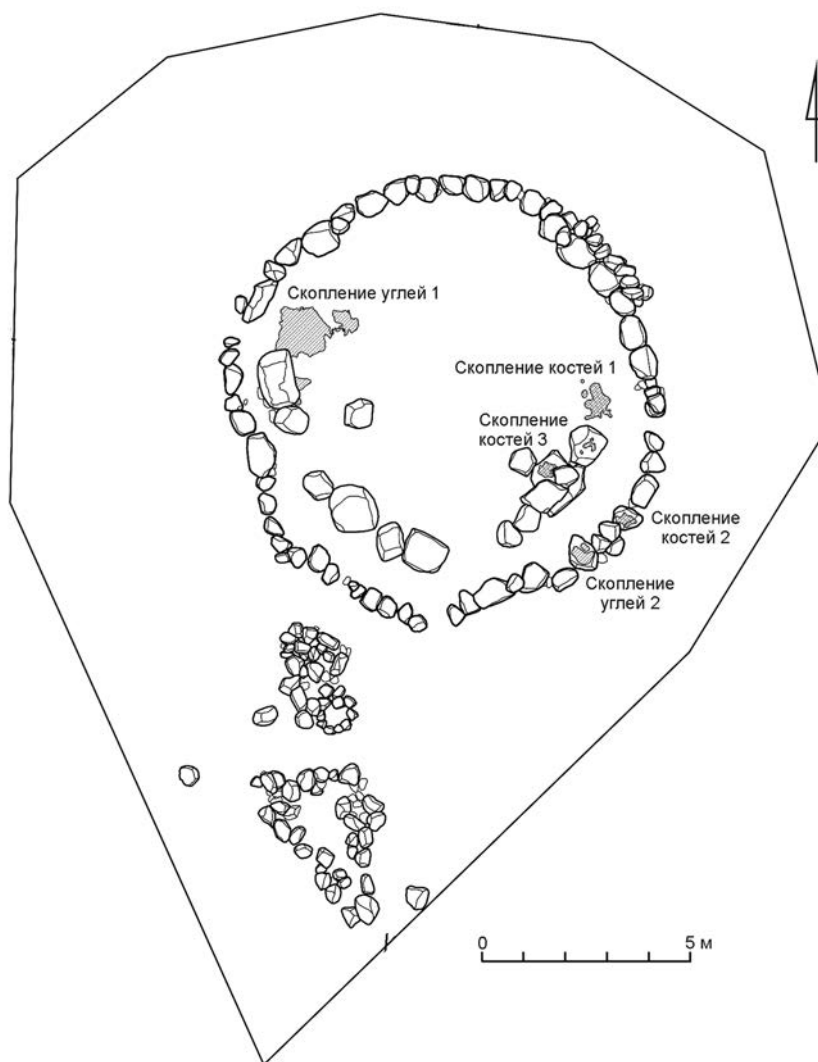 Скопление углей 1
Скопление костей 1
Скопление
костей 3
Скопление
костей 2
Скопление
углей 2
0
5 м